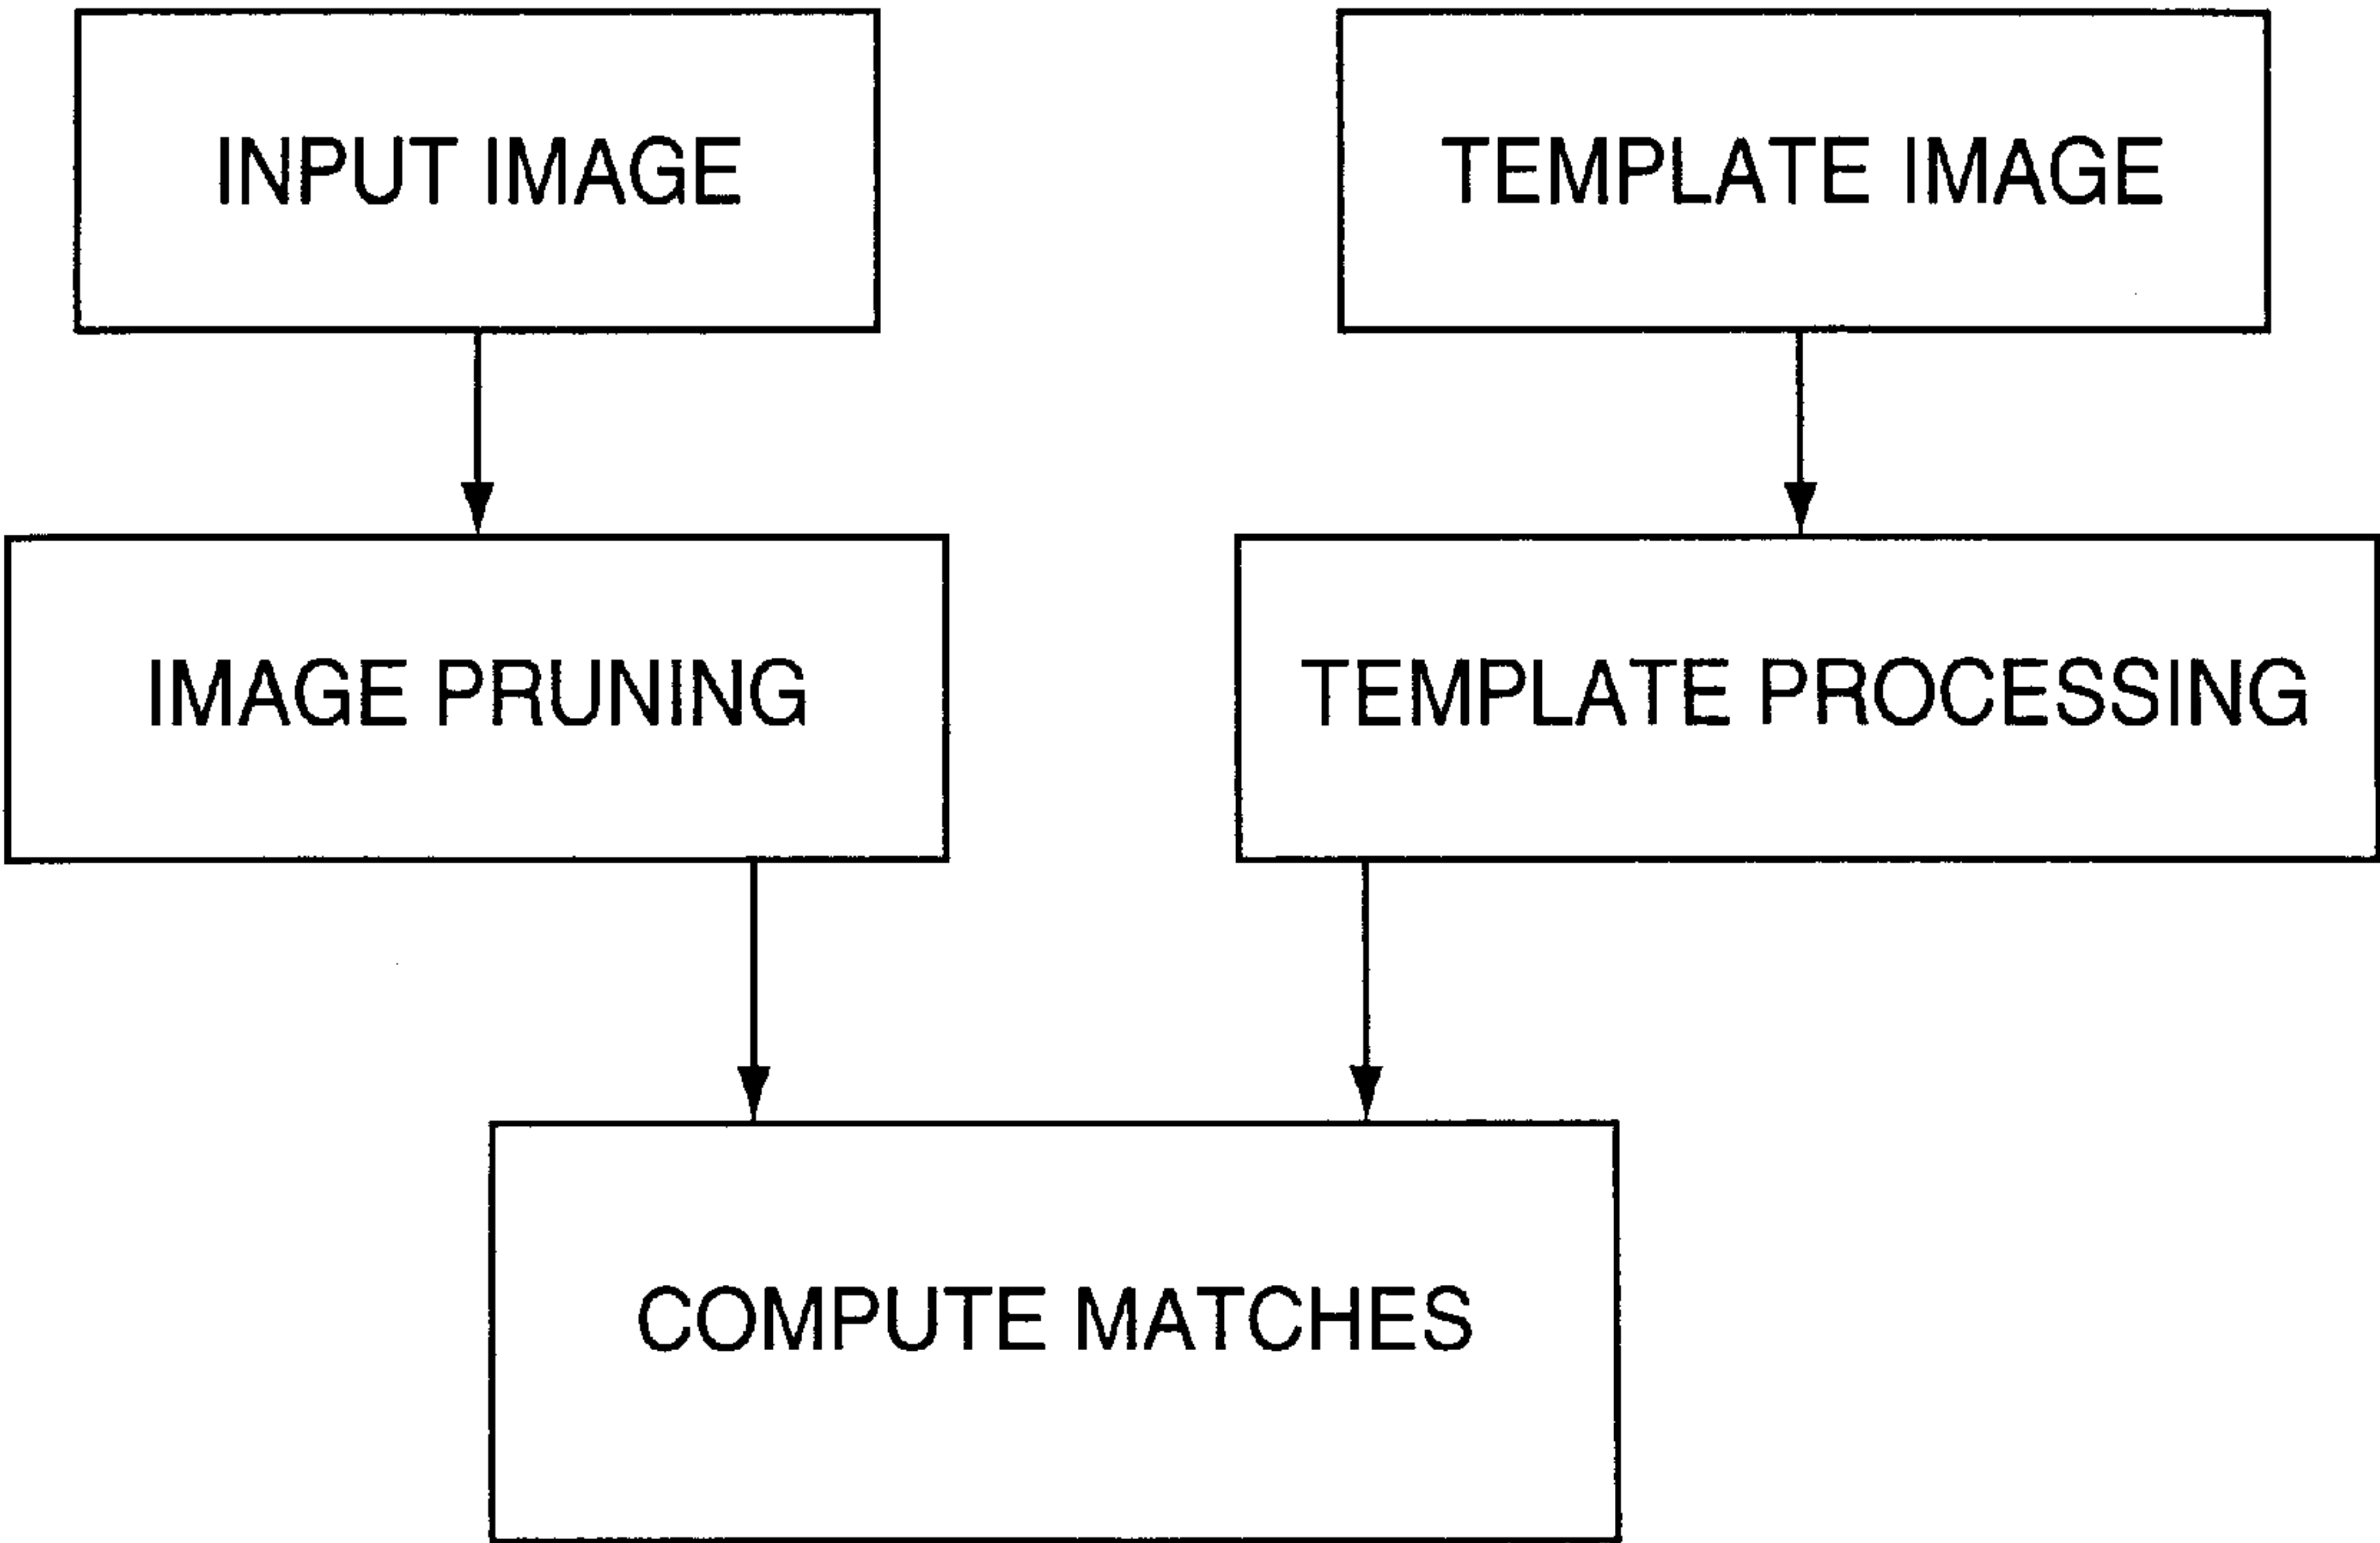 INPUT IMAGE
TEMPLATE IMAGE
IMAGE PRUNING
TEMPLATE PROCESSING
COMPUTE MATCHES